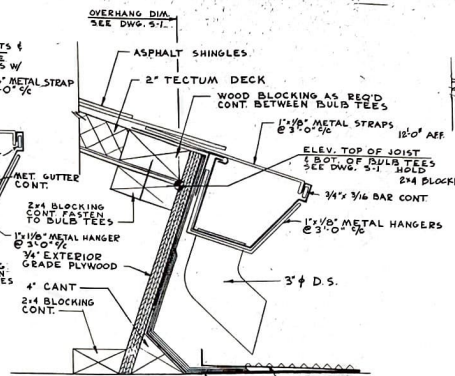 OVERHANG DIM.
SEE DWG. S-1
ASPHALT SHINGLES
2" TECTUM DECK
WOOD BLOCKING AS REQ'D
CONT. BETWEEN BULB TEES
1"x1/8" METAL STRAPS
@ 3'-0" c/c
12'-0" AFF
ELEV. TOP OF JOIST
& BOT. OF BULB TEES
SEE DWG. S-1 HOLD
2x4 BLOCKI
3/4" x 3/16 BAR CONT.
1"x1/8" METAL HANGERS
@ 3'-0" c/c
3" ϕ D.S.
TS &
S W/
" METAL STRAP
-0" c/c
MET. GUTTER
CONT.
2x4 BLOCKING
CONT. FASTEN
TO BULB TEES
1"x1/8" METAL HANGER
@ 3'-0" c/c
3/4" EXTERIOR
GRADE PLYWOOD
4" CANT
2x4 BLOCKING
CONT.